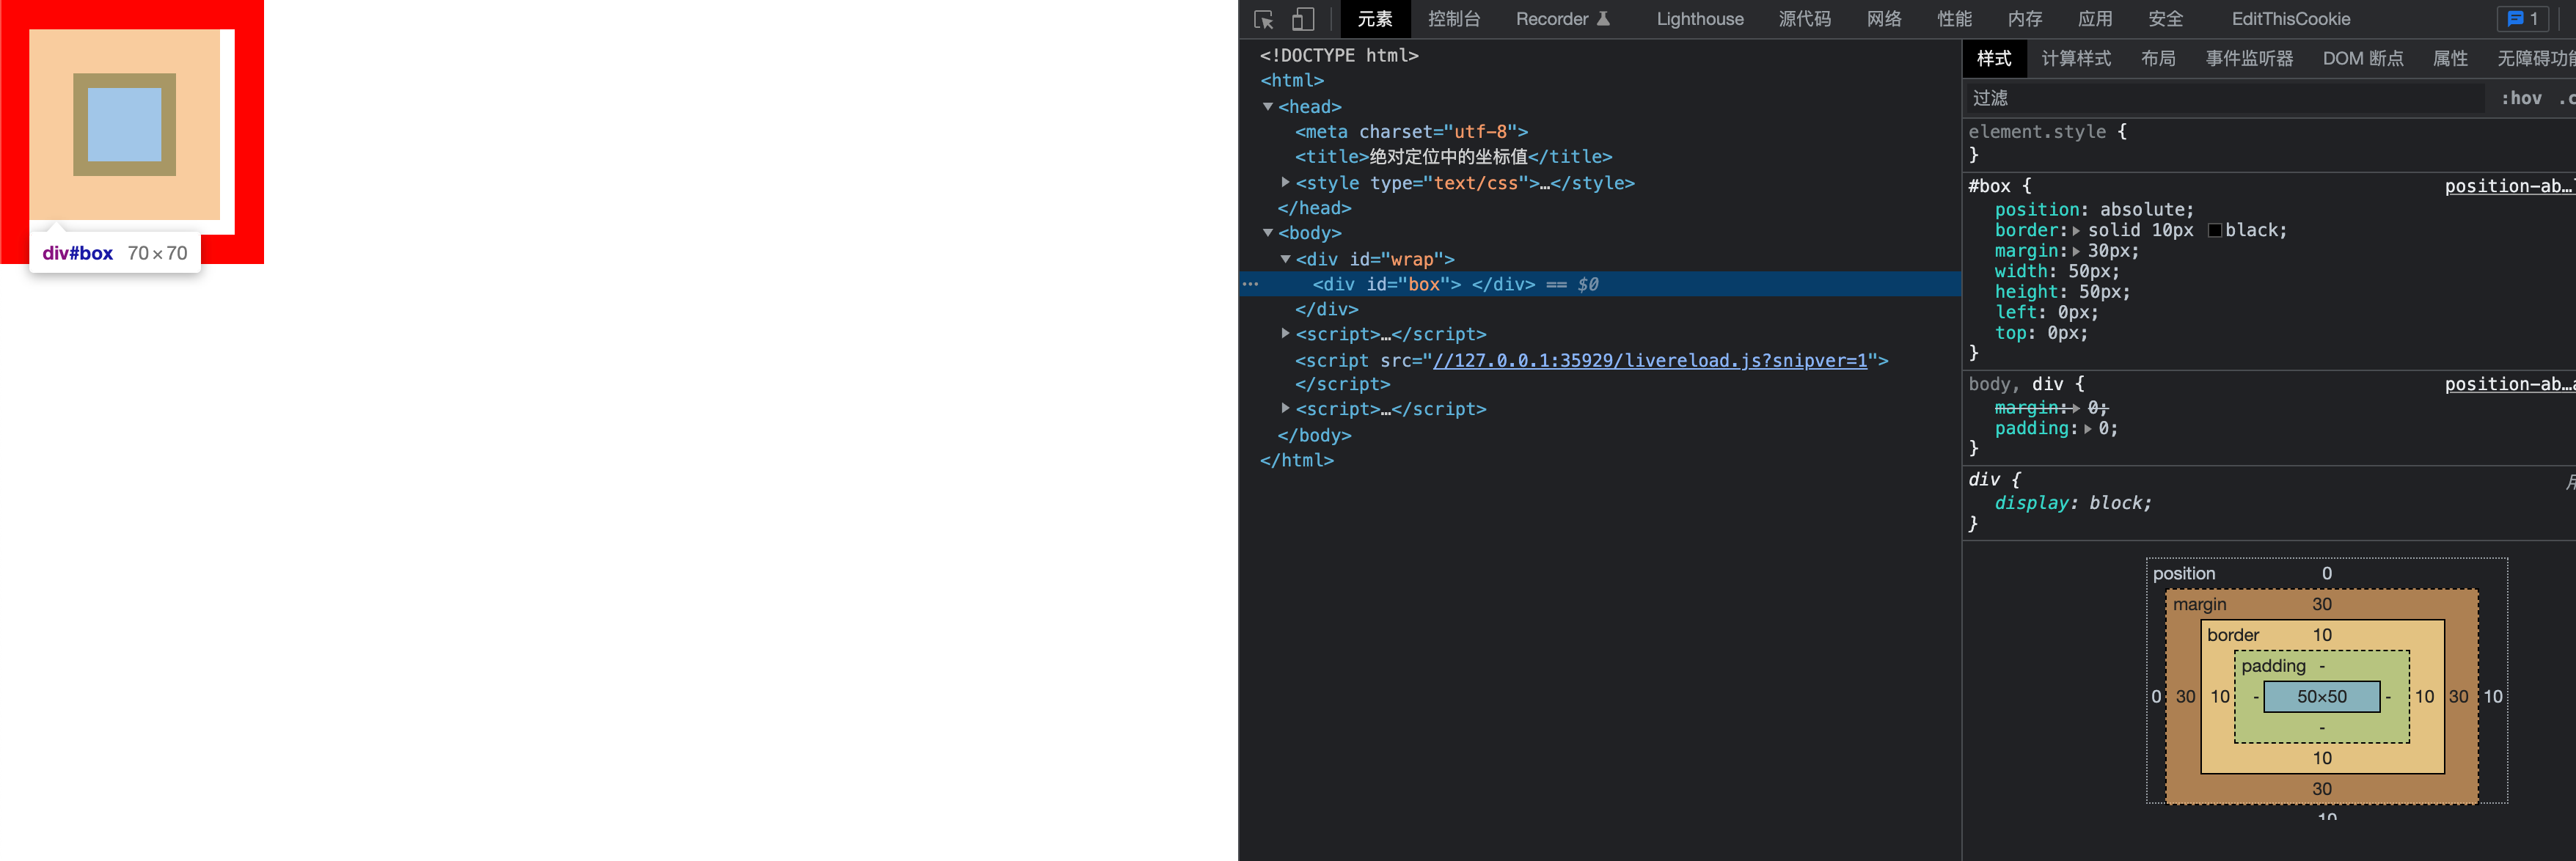 div#box 70 × 70
元素 控制台 Recorder Lighthouse 源代码 网络 性能 内存 应用 安全 EditThisCookie 1
<!DOCTYPE html>
<html>
<head>
<meta charset="utf-8">
<title>绝对定位中的坐标值</title>
<style type="text/css">…</style>
</head>
<body>
<div id="wrap">
<div id="box"> </div> == $0
</div>
<script>…</script>
<script src="//127.0.0.1:35929/livereload.js?snipver=1">
</script>
<script>…</script>
</body>
</html>
样式 计算样式 布局 事件监听器 DOM 断点 属性 无障碍功
过滤 :hov .c
element.style {
}
#box { position-ab…
position: absolute;
border: solid 10px black;
margin: 30px;
width: 50px;
height: 50px;
left: 0px;
top: 0px;
}
body, div { position-ab…
margin: 0;
padding: 0;
}
div {
display: block;
}
position 0
margin 30
border 10
padding -
0 30 10 - 50×50 - 10 30 10
-
10
30
10